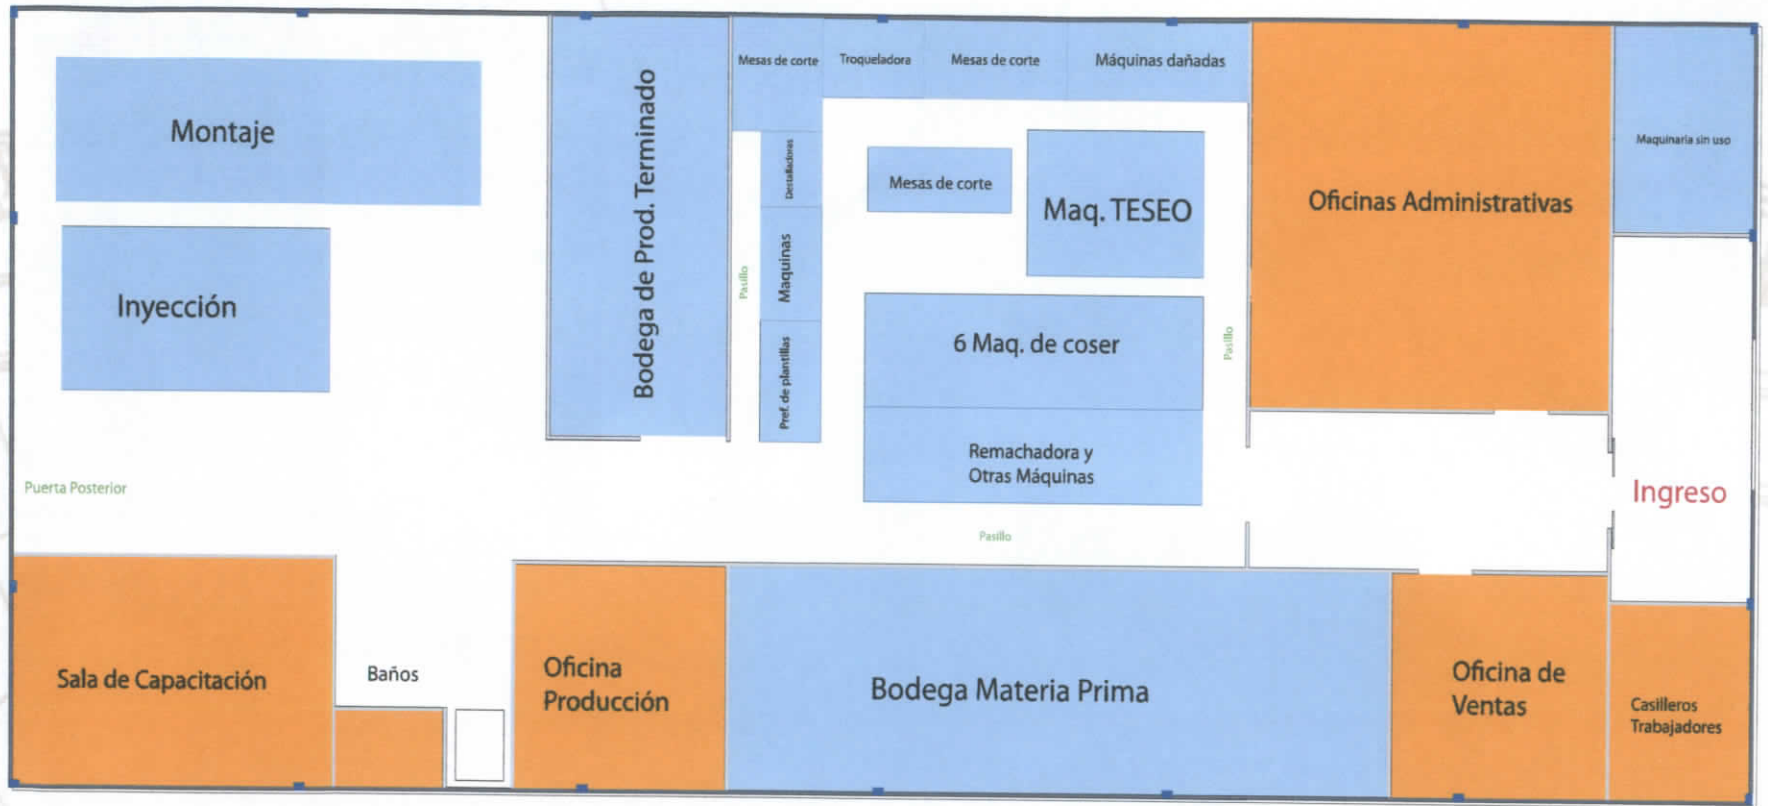 Mesas de corte
Troqueladora
Mesas de corte
Máquinas dañadas
Montaje
Bodega de Prod. Terminado
Destalladoras
Mesas de corte
Maq. TESEO
Oficinas Administrativas
Maquinaria sin uso
Inyección
Pasillo
Maquinas
6 Maq. de coser
Pasillo
Pref. de plantillas
Remachadora y
Otras Máquinas
Puerta Posterior
Ingreso
Pasillo
Sala de Capacitación
Baños
Oficina
Producción
Bodega Materia Prima
Oficina de
Ventas
Casilleros
Trabajadores